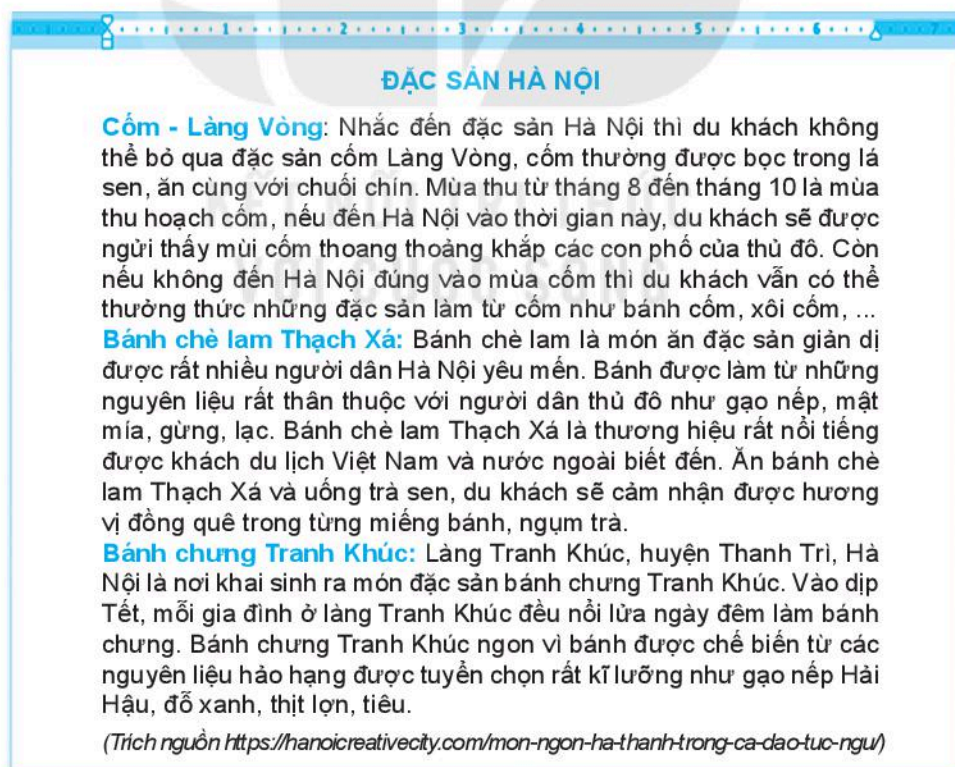 1 2 3 4 5 6 7
ĐẶC SẢN HÀ NỘI
Cốm - Làng Vòng: Nhắc đến đặc sản Hà Nội thì du khách không
thể bỏ qua đặc sản cốm Làng Vòng, cốm thường được bọc trong lá
sen, ăn cùng với chuối chín. Mùa thu từ tháng 8 đến tháng 10 là mùa
thu hoạch cốm, nếu đến Hà Nội vào thời gian này, du khách sẽ được
ngửi thấy mùi cốm thoang thoảng khắp các con phố của thủ đô. Còn
nếu không đến Hà Nội đúng vào mùa cốm thì du khách vẫn có thể
thưởng thức những đặc sản làm từ cốm như bánh cốm, xôi cốm, ...
Bánh chè lam Thạch Xá: Bánh chè lam là món ăn đặc sản giản dị
được rất nhiều người dân Hà Nội yêu mến. Bánh được làm từ những
nguyên liệu rất thân thuộc với người dân thủ đô như gạo nếp, mật
mía, gừng, lạc. Bánh chè lam Thạch Xá là thương hiệu rất nổi tiếng
được khách du lịch Việt Nam và nước ngoài biết đến. Ăn bánh chè
lam Thạch Xá và uống trà sen, du khách sẽ cảm nhận được hương
vị đồng quê trong từng miếng bánh, ngụm trà.
Bánh chưng Tranh Khúc: Làng Tranh Khúc, huyện Thanh Trì, Hà
Nội là nơi khai sinh ra món đặc sản bánh chưng Tranh Khúc. Vào dịp
Tết, mỗi gia đình ở làng Tranh Khúc đều nổi lửa ngày đêm làm bánh
chưng. Bánh chưng Tranh Khúc ngon vì bánh được chế biến từ các
nguyên liệu hảo hạng được tuyển chọn rất kĩ lưỡng như gạo nếp Hải
Hậu, đỗ xanh, thịt lợn, tiêu.
(Trích nguồn https://hanoicreativecity.com/mon-ngon-ha-thanh-trong-ca-dao-tuc-ngu/)
KẾT NỐI TRI THỨC
VỚI CUỘC SỐNG